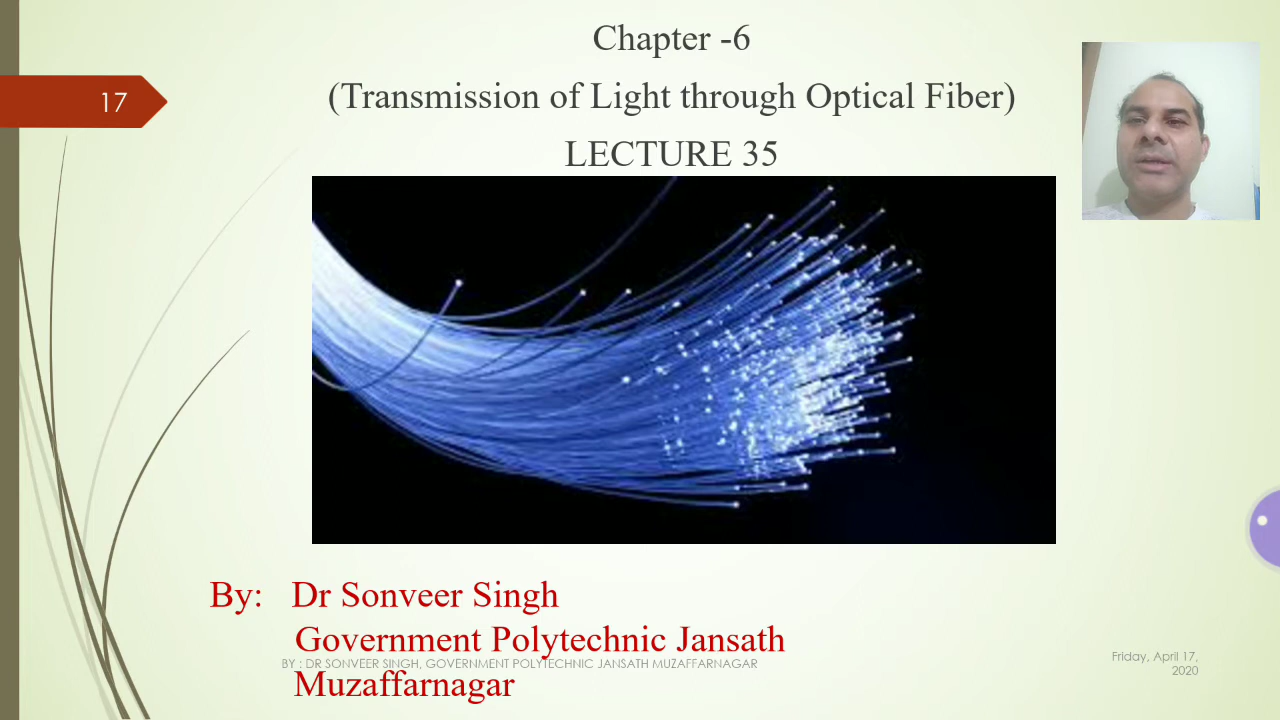 Chapter -6
17
(Transmission of Light through Optical Fiber)
LECTURE 35
By: Dr Sonveer Singh
Government Polytechnic Jansath
BY : DR SONVEER SINGH, GOVERNMENT POLYTECHNIC JANSATH MUZAFFARNAGAR
Muzaffarnagar
Friday, April 17,
2020